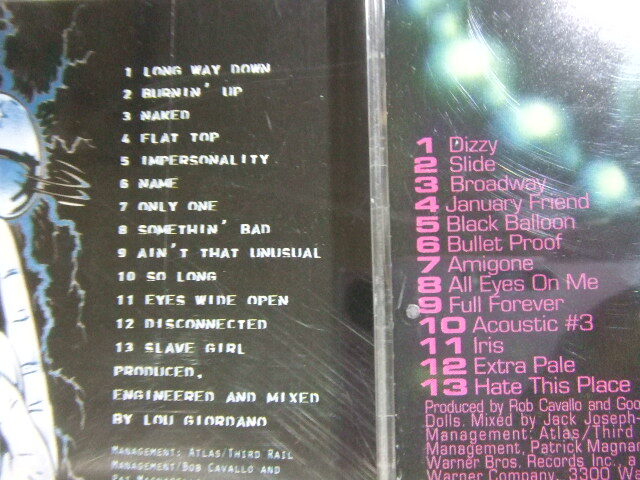 1 LONG WAY DOWN
2 BURNIN' UP
3 NAKED
4 FLAT TOP
5 IMPERSONALITY
6 NAME
7 ONLY ONE
8 SOMETHIN' BAD
9 AIN'T THAT UNUSUAL
10 SO LONG
11 EYES WIDE OPEN
12 DISCONNECTED
13 SLAVE GIRL
PRODUCED,
ENGINEERED AND MIXED
BY LOU GIORDANO
MANAGEMENT: ATLAS/THIRD RAIL
MANAGEMENT/BOB CAVALLO AND
1 Dizzy
2 Slide
3 Broadway
4 January Friend
5 Black Balloon
6 Bullet Proof
7 Amigone
8 All Eyes On Me
9 Full Forever
10 Acoustic #3
11 Iris
12 Extra Pale
13 Hate This Place
Produced by Rob Cavallo and Goo
Dolls. Mixed by Jack Joseph-
Management: Atlas/Third
Management, Patrick Magnar
Warner Bros. Records Inc., a
Warner Company, 3300 Wa